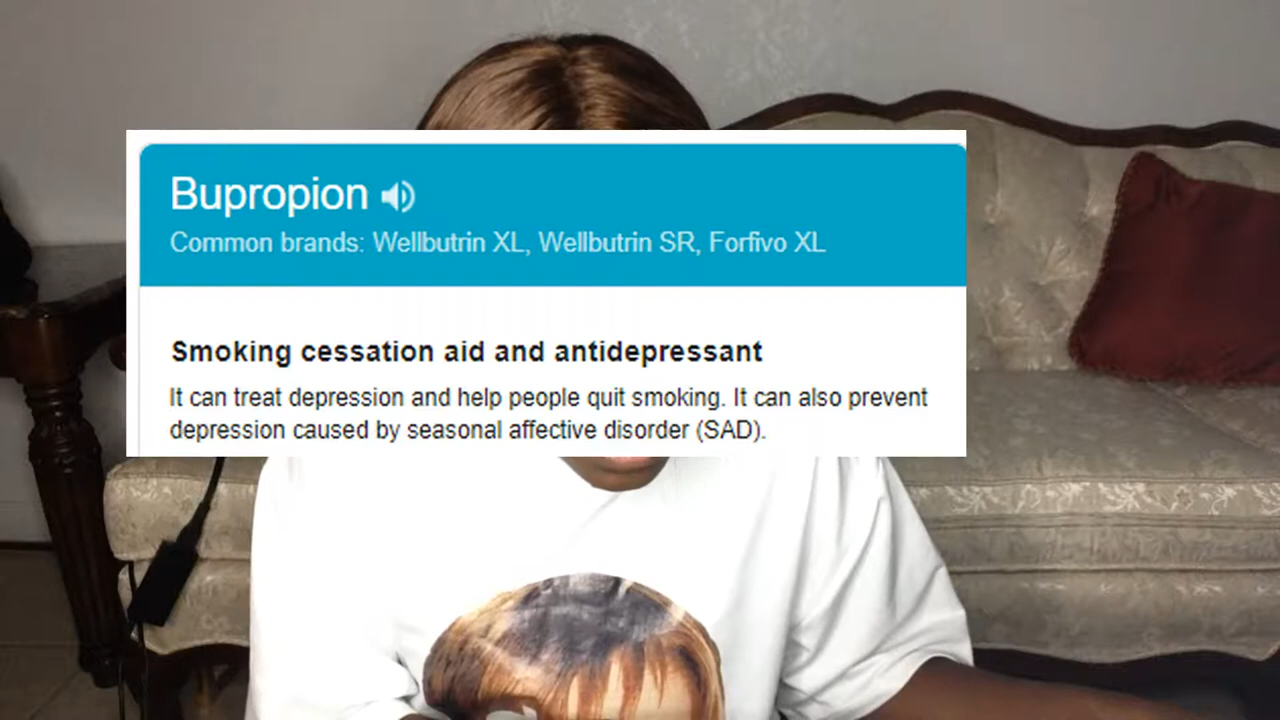 Bupropion
Common brands: Wellbutrin XL, Wellbutrin SR, Forfivo XL
Smoking cessation aid and antidepressant
It can treat depression and help people quit smoking. It can also prevent
depression caused by seasonal affective disorder (SAD).